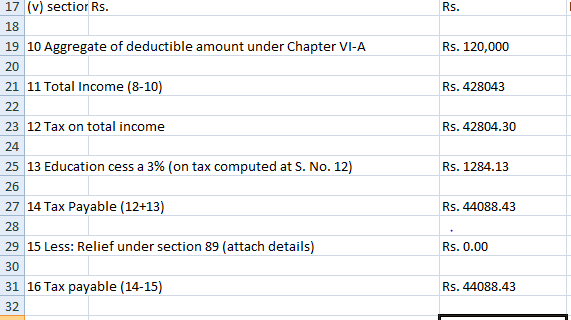 17 (v) sectior Rs. Rs.
18
19 10 Aggregate of deductible amount under Chapter VI-A Rs. 120,000
20
21 11 Total Income (8-10) Rs. 428043
22
23 12 Tax on total income Rs. 42804.30
24
25 13 Education cess a 3% (on tax computed at S. No. 12) Rs. 1284.13
26
27 14 Tax Payable (12+13) Rs. 44088.43
28 .
29 15 Less: Relief under section 89 (attach details) Rs. 0.00
30
31 16 Tax payable (14-15) Rs. 44088.43
32